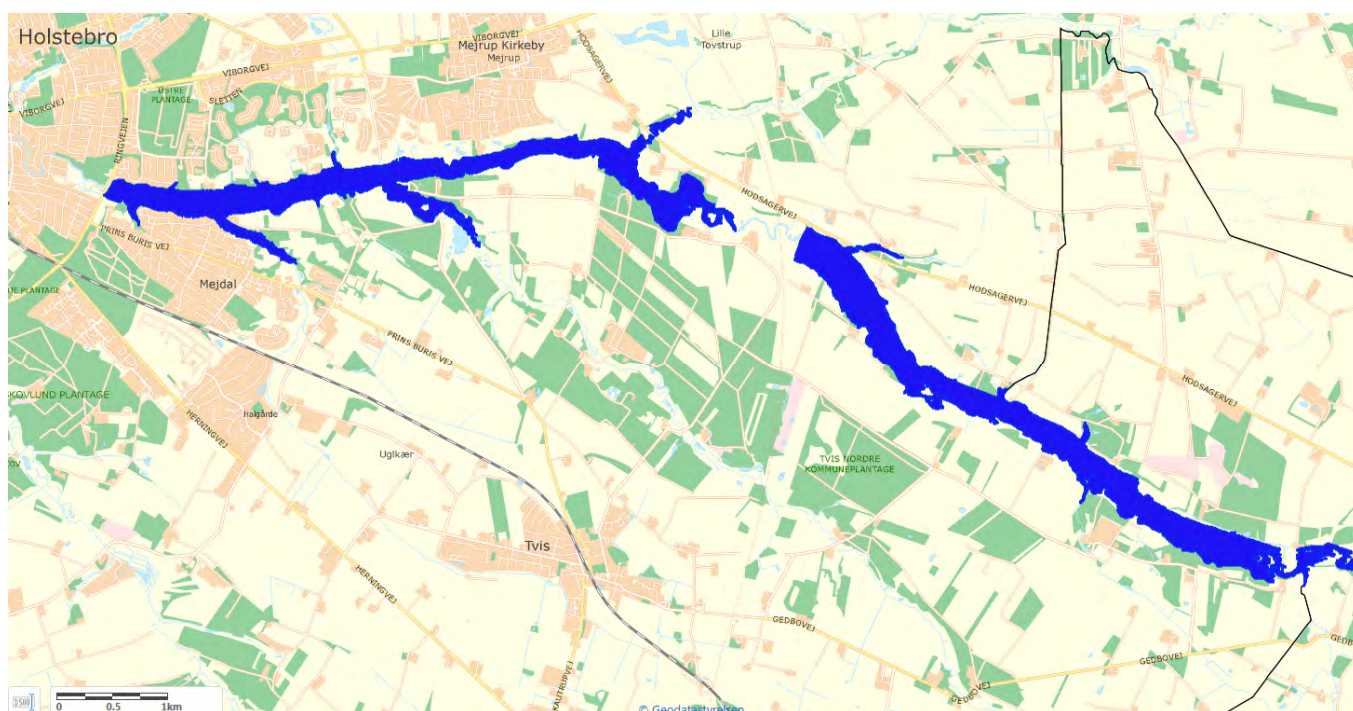 Holstebro
VIBORGVEJ
Mejrup Kirkeby
Mejrup
HODSAGERVEJ
Lille
Tovstrup
VIBORGVEJ
ØSTRE
PLANTAGE
SLETTEN
VIBORGVEJ
RINGVEJEN
HODSAGERVEJ
PRINS BURIS VEJ
Mejdal
HODSAGERVEJ
PRINS BURIS VEJ
HODSAGERVEJ
SKOVLUND PLANTAGE
Halgårde
HERNINGVEJ
Uglkær
TVIS NORDRE
KOMMUNEPLANTAGE
Tvis
HERNINGVEJ
GEDBOVEJ
GEDBOVEJ
GEDBOVEJ
GEDBOVEJ
KAUTRUPVEJ
0 0.5 1km
© Geodatastyrelsen